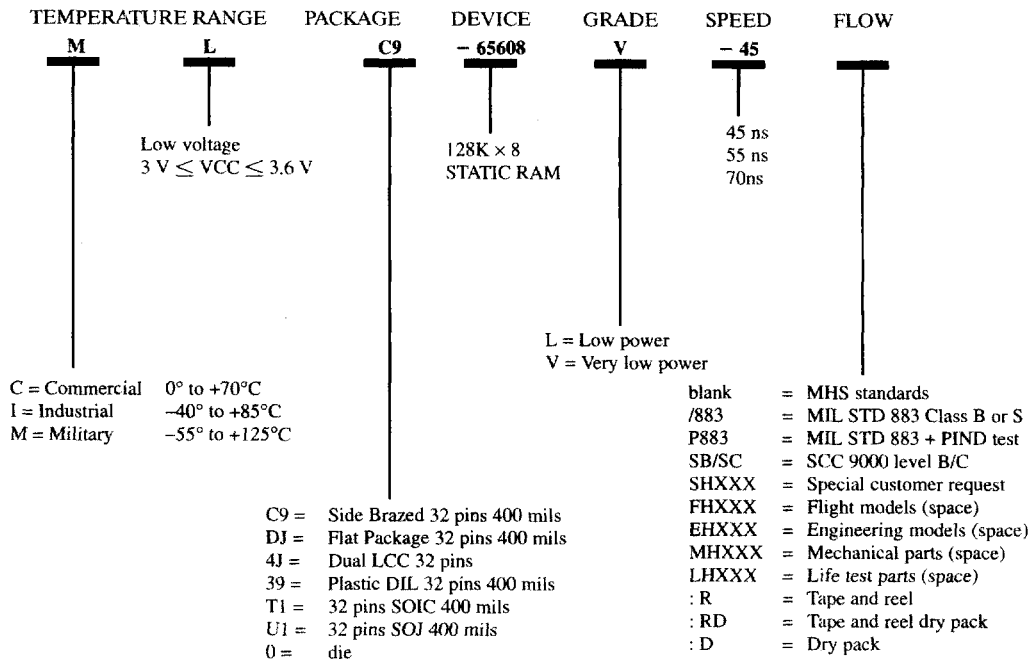 TEMPERATURE RANGE PACKAGE DEVICE GRADE SPEED FLOW
M L C9 – 65608 V – 45
Low voltage
3 V ≤ VCC ≤ 3.6 V
128K × 8
STATIC RAM
45 ns
55 ns
70ns
L = Low power
V = Very low power
C = Commercial 0° to +70°C
I = Industrial –40° to +85°C
M = Military –55° to +125°C
blank = MHS standards
/883 = MIL STD 883 Class B or S
P883 = MIL STD 883 + PIND test
SB/SC = SCC 9000 level B/C
SHXXX = Special customer request
FHXXX = Flight models (space)
EHXXX = Engineering models (space)
MHXXX = Mechanical parts (space)
LHXXX = Life test parts (space)
: R = Tape and reel
: RD = Tape and reel dry pack
: D = Dry pack
C9 = Side Brazed 32 pins 400 mils
DJ = Flat Package 32 pins 400 mils
4J = Dual LCC 32 pins
39 = Plastic DIL 32 pins 400 mils
T1 = 32 pins SOIC 400 mils
U1 = 32 pins SOJ 400 mils
0 = die